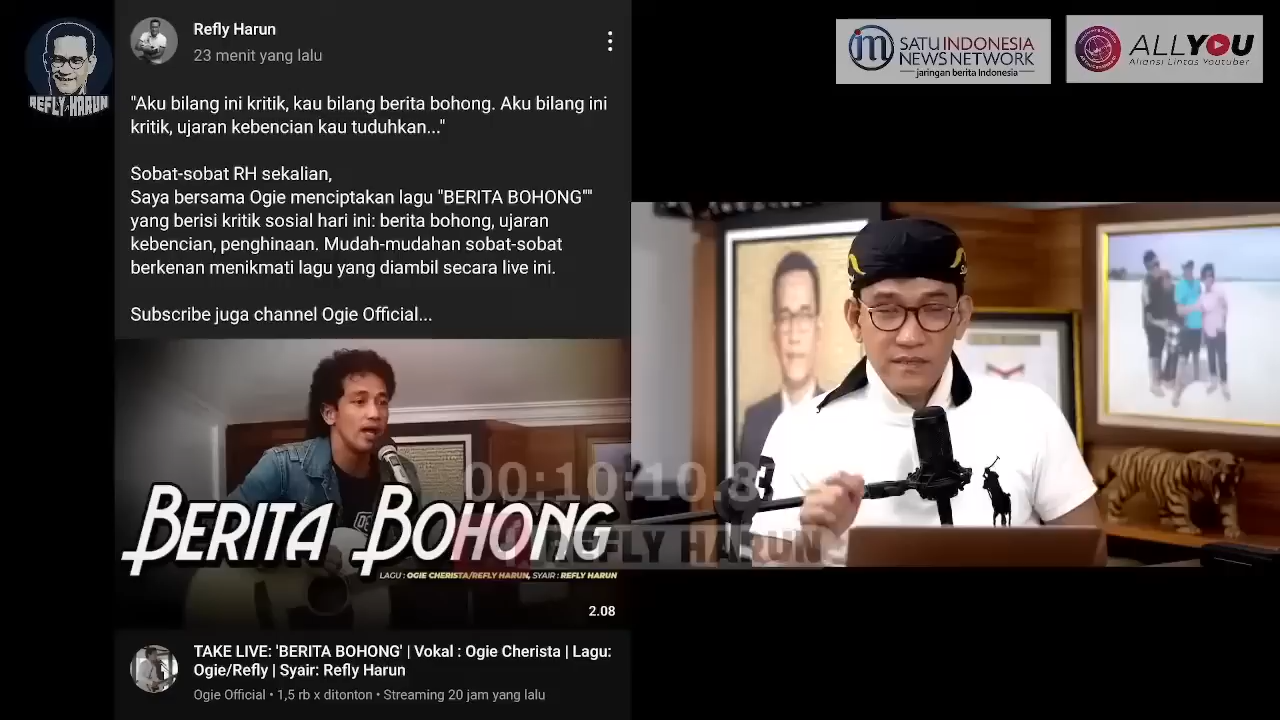 REFLY HARUN
Refly Harun
23 menit yang lalu
"Aku bilang ini kritik, kau bilang berita bohong. Aku bilang ini
kritik, ujaran kebencian kau tuduhkan..."
Sobat-sobat RH sekalian,
Saya bersama Ogie menciptakan lagu "BERITA BOHONG""
yang berisi kritik sosial hari ini: berita bohong, ujaran
kebencian, penghinaan. Mudah-mudahan sobat-sobat
berkenan menikmati lagu yang diambil secara live ini.
Subscribe juga channel Ogie Official...
BERITA BOHONG
LAGU : OGIE CHERISTA/REFLY HARUN, SYAIR : REFLY HARUN
2.08
TAKE LIVE: 'BERITA BOHONG' | Vokal : Ogie Cherista | Lagu:
Ogie/Refly | Syair: Refly Harun
Ogie Official • 1,5 rb x ditonton • Streaming 20 jam yang lalu
SATU INDONESIA
NEWS NETWORK
jaringan berita Indonesia
ALLYOU
Aliansi Lintas Youtuber
00:10:10.8
REFLY HARUN